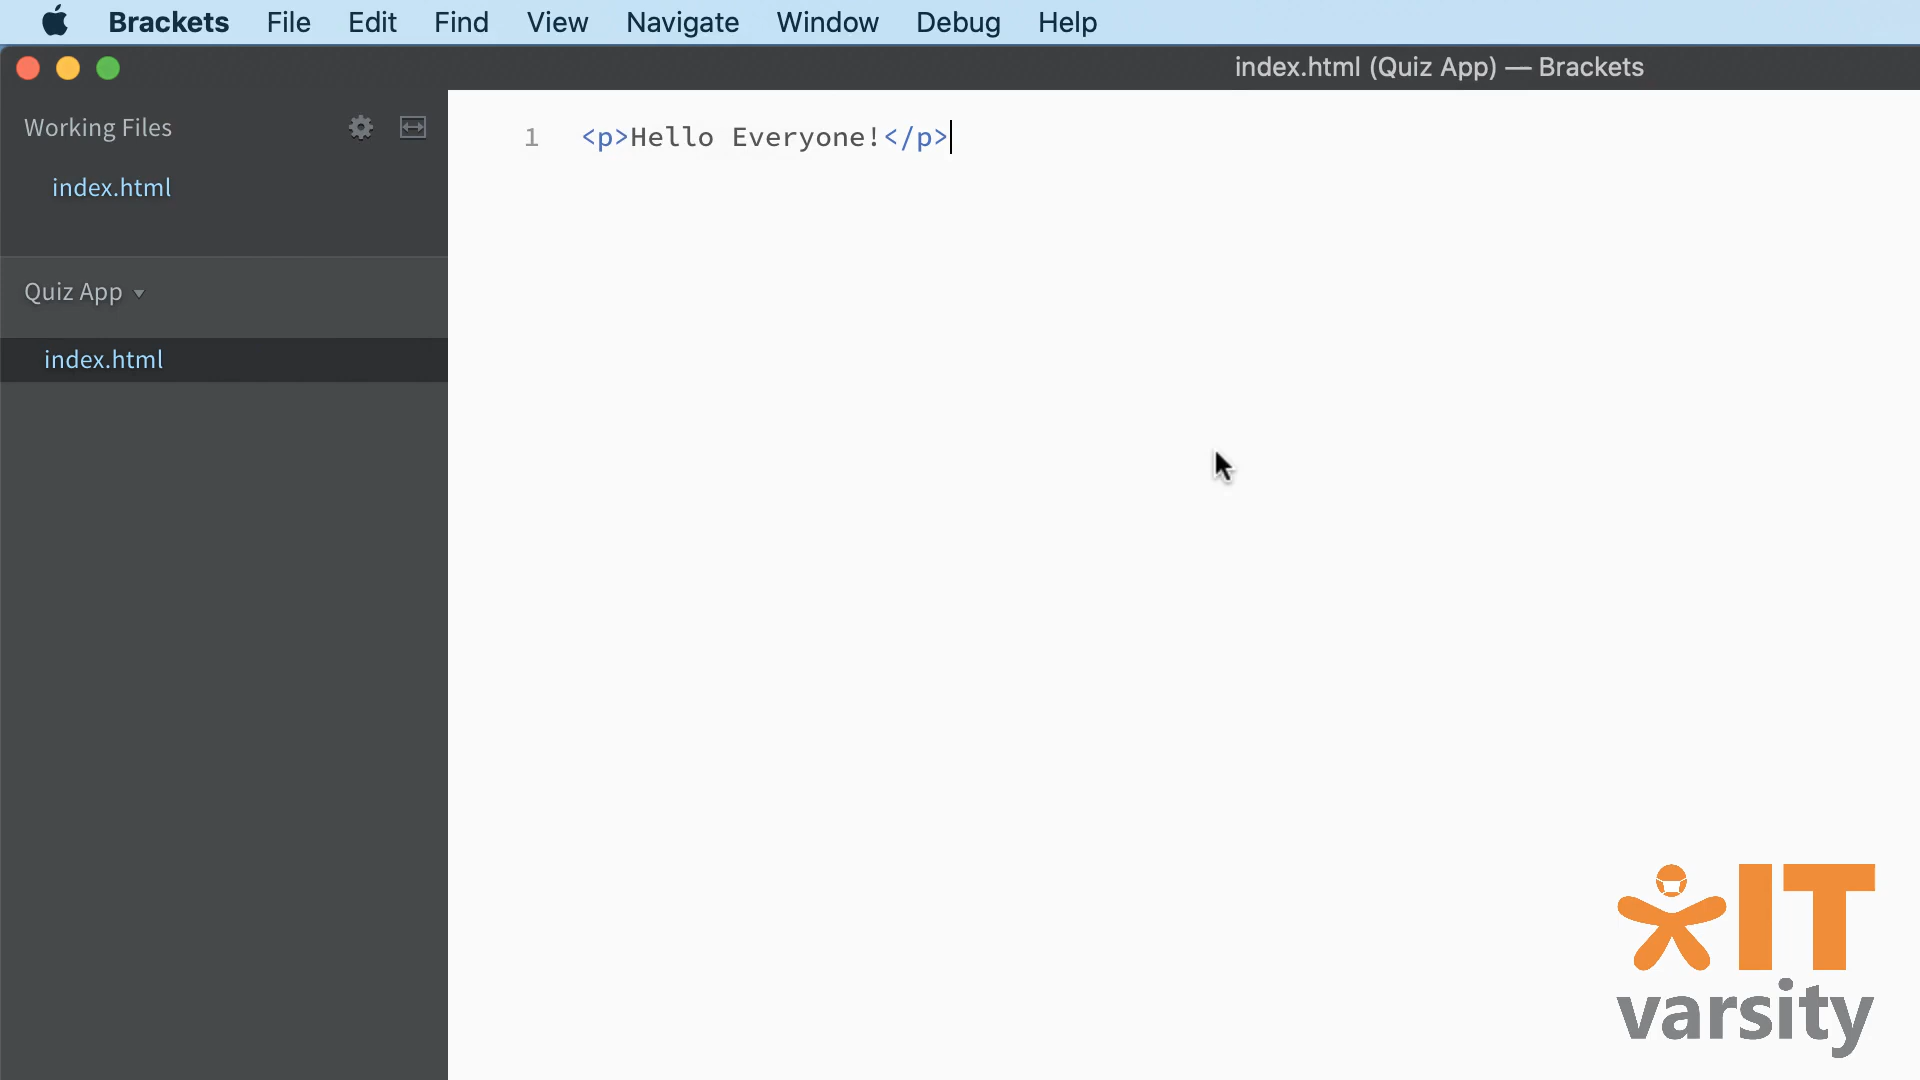 Brackets File Edit Find View Navigate Window Debug Help
index.html (Quiz App) — Brackets
Working Files
index.html
Quiz App
index.html
1 <p>Hello Everyone!</p>
IT
varsity